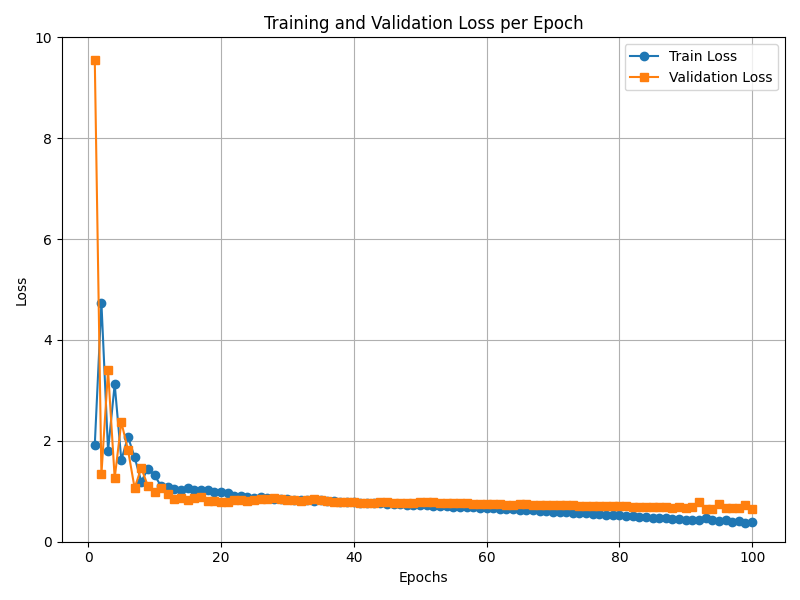 Training and Validation Loss per Epoch
Train Loss
Validation Loss
10
8
6
4
2
0
Loss
0 20 40 60 80 100
Epochs